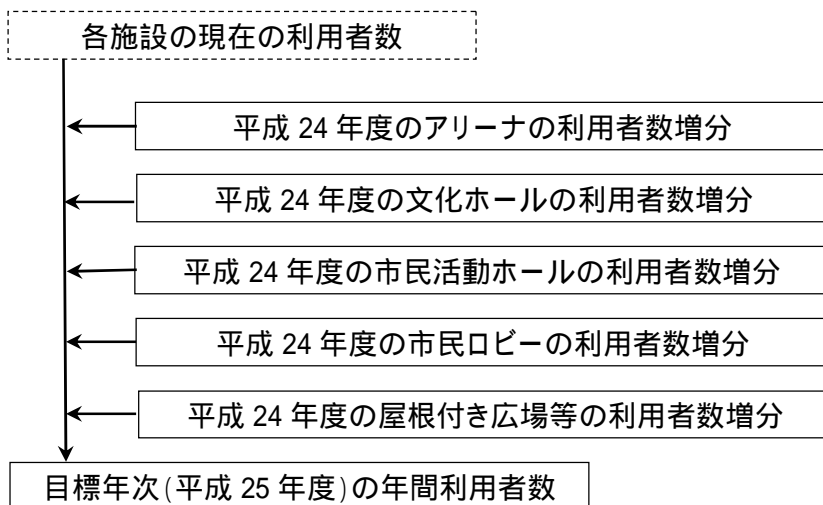 各施設の現在の利用者数
平成 24 年度のアリーナの利用者数増分
平成 24 年度の文化ホールの利用者数増分
平成 24 年度の市民活動ホールの利用者数増分
平成 24 年度の市民ロビーの利用者数増分
平成 24 年度の屋根付き広場等の利用者数増分
目標年次(平成 25 年度)の年間利用者数